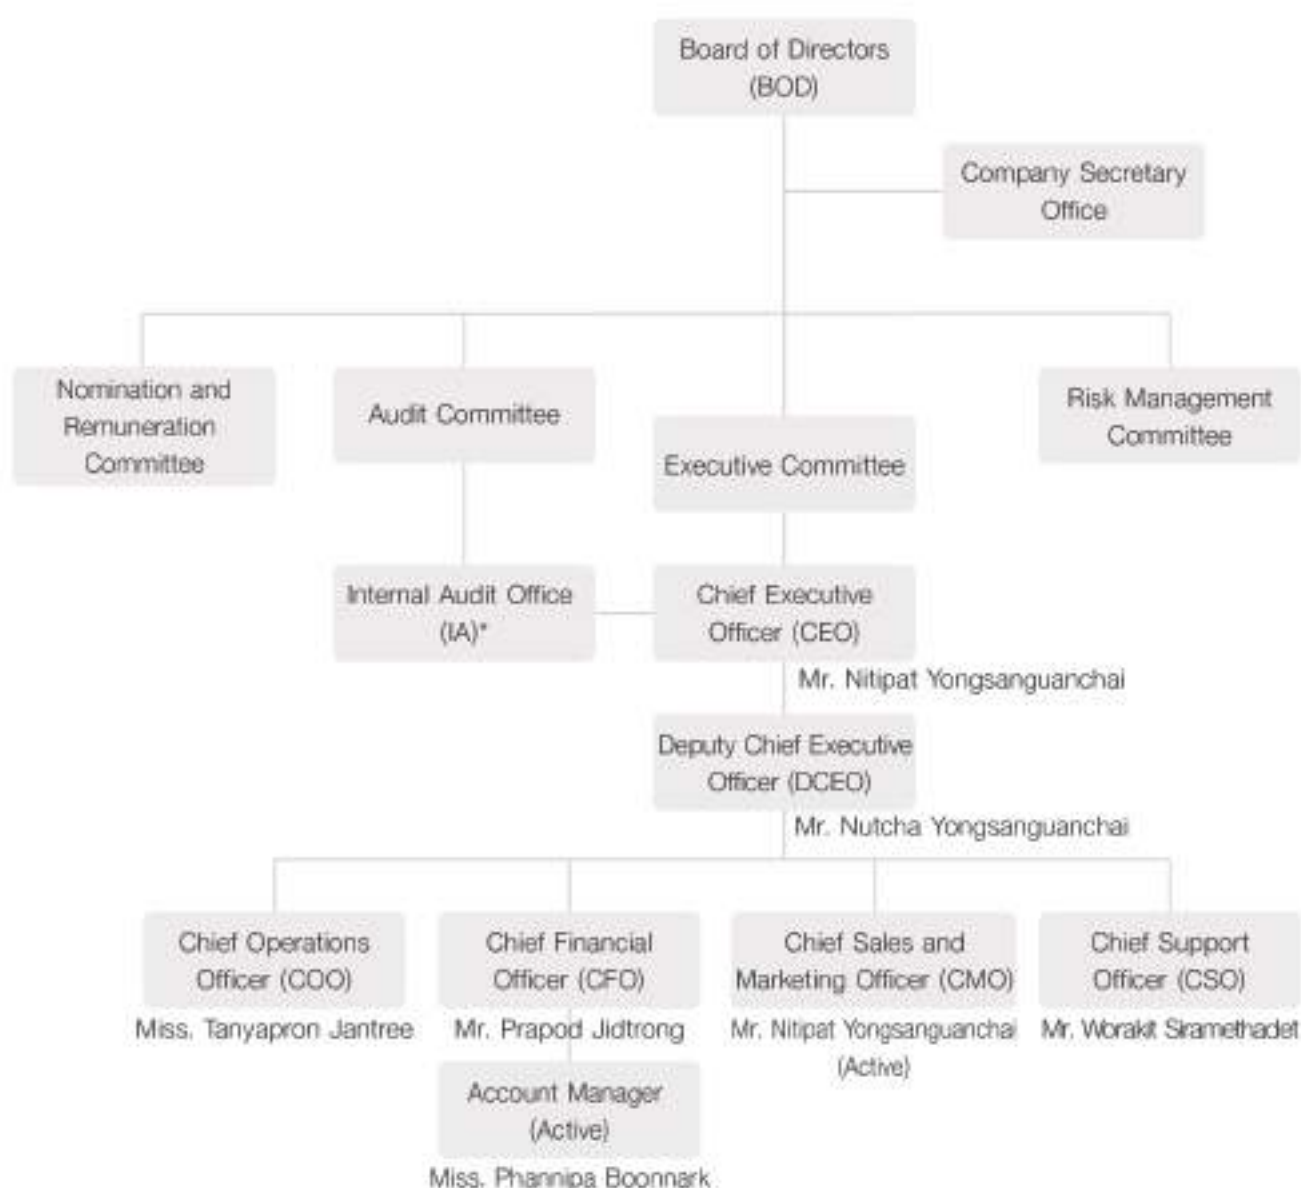 Board of Directors
(BOD)
Company Secretary
Office
Nomination and
Remuneration
Committee
Audit Committee
Executive Committee
Risk Management
Committee
Internal Audit Office
(IA)*
Chief Executive
Officer (CEO)
Mr. Nitipat Yongsanguanchai
Deputy Chief Executive
Officer (DCEO)
Mr. Nutcha Yongsanguanchai
Chief Operations
Officer (COO)
Miss. Tanyapron Jantree
Chief Financial
Officer (CFO)
Mr. Prapod Jidtrong
Chief Sales and
Marketing Officer (CMO)
Mr. Nitipat Yongsanguanchai
(Active)
Chief Support
Officer (CSO)
Mr. Worakit Siramethadet
Account Manager
(Active)
Miss. Phannipa Boonnark